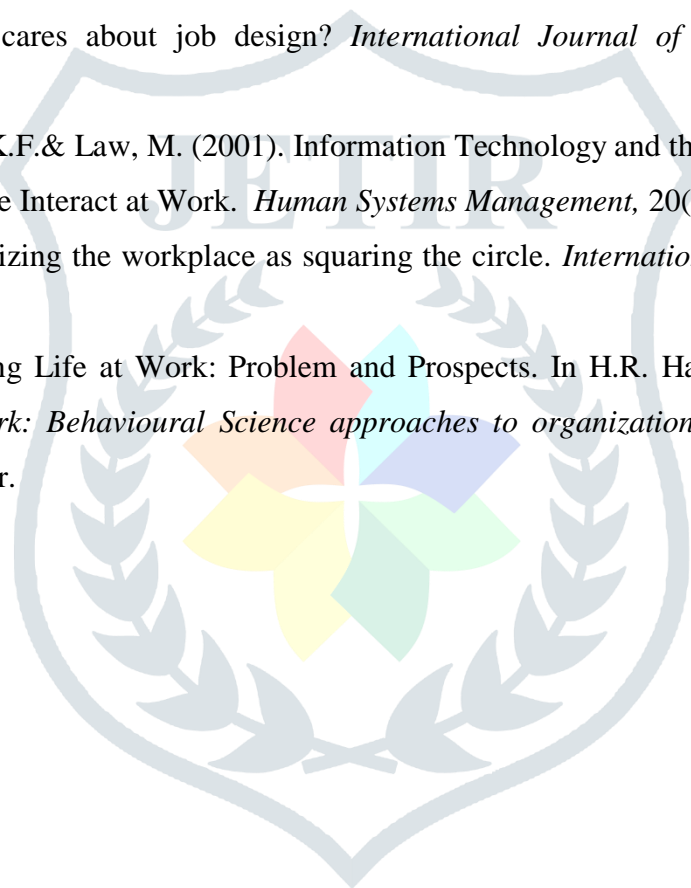 cares about job design? International Journal of
K.F.& Law, M. (2001). Information Technology and th
JETIR
e Interact at Work. Human Systems Management, 20(
izing the workplace as squaring the circle. Internatio
ng Life at Work: Problem and Prospects. In H.R. Ha
rk: Behavioural Science approaches to organization
r.